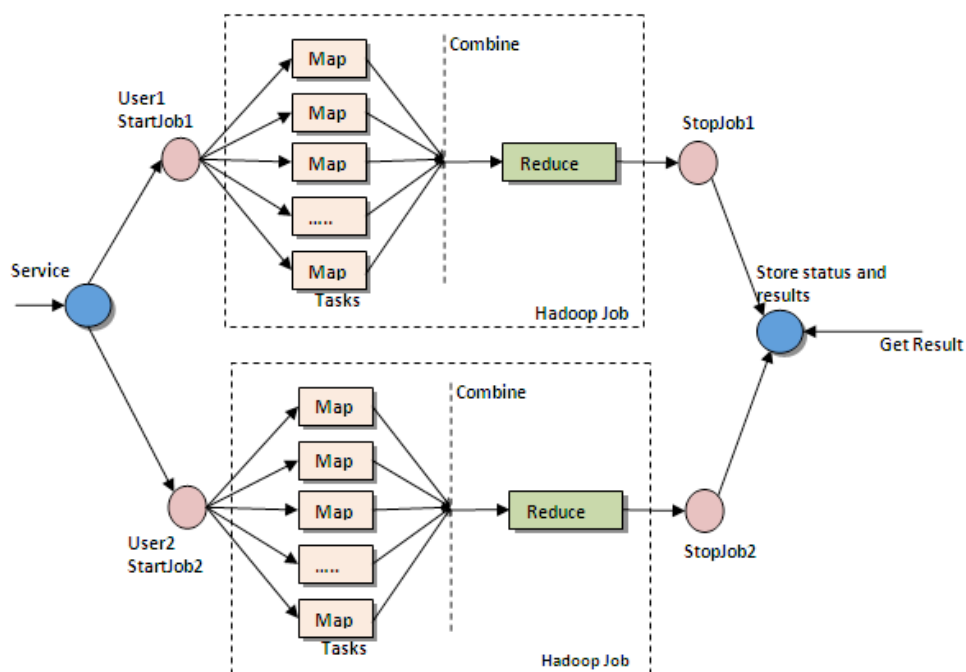 Combine
Map
User1
StartJob1
Map
StopJob1
Map
Reduce
.....
Service
Map
Tasks
Store status and
results
Hadoop Job
Get Result
Combine
Map
Map
Map
Reduce
.....
User2
StartJob2
StopJob2
Map
Tasks
Hadoop Job